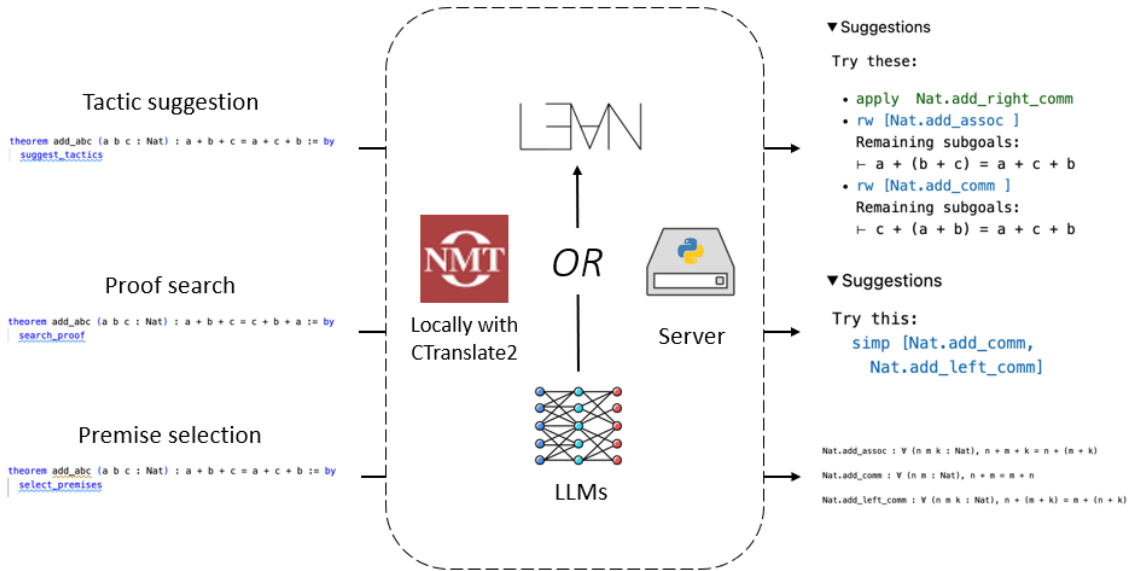 Tactic suggestion
theorem add_abc (a b c : Nat) : a + b + c = a + c + b := by
suggest_tactics
Proof search
theorem add_abc (a b c : Nat) : a + b + c = c + b + a := by
search_proof
Premise selection
theorem add_abc (a b c : Nat) : a + b + c = a + c + b := by
select_premises
L∃∀N
NMT
OR
Locally with
CTranslate2
Server
LLMs
▼ Suggestions
Try these:
• apply Nat.add_right_comm
• rw [Nat.add_assoc ]
Remaining subgoals:
⊢ a + (b + c) = a + c + b
• rw [Nat.add_comm ]
Remaining subgoals:
⊢ c + (a + b) = a + c + b
▼ Suggestions
Try this:
simp [Nat.add_comm,
Nat.add_left_comm]
Nat.add_assoc : ∀ (n m k : Nat), n + m + k = n + (m + k)
Nat.add_comm : ∀ (n m : Nat), n + m = m + n
Nat.add_left_comm : ∀ (n m k : Nat), n + (m + k) = m + (n + k)